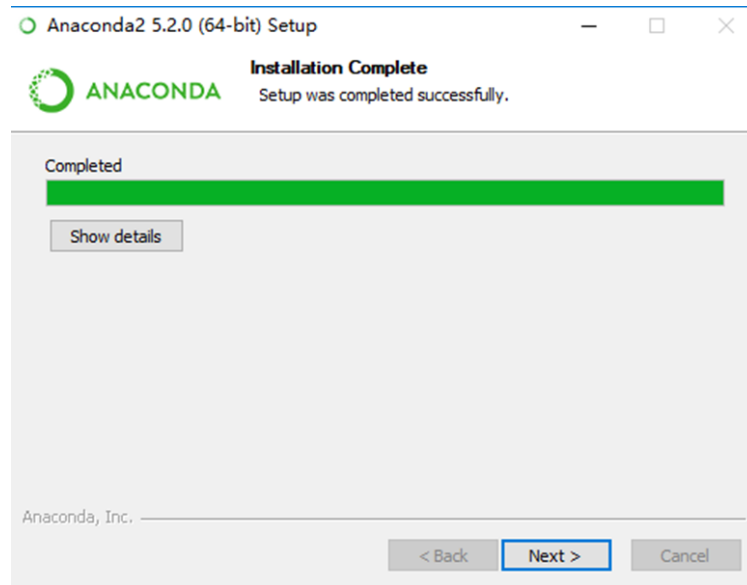 Anaconda2 5.2.0 (64-bit) Setup
ANACONDA
Installation Complete
Setup was completed successfully.
Completed
Show details
Anaconda, Inc.
< Back
Next >
Cancel